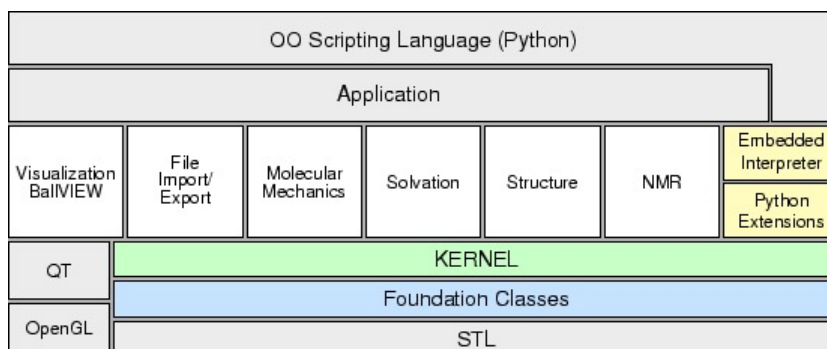 OO Scripting Language (Python)
Application
Visualization
BallVIEW
File
Import/
Export
Molecular
Mechanics
Solvation
Structure
NMR
Embedded
Interpreter
Python
Extensions
QT
KERNEL
Foundation Classes
OpenGL
STL